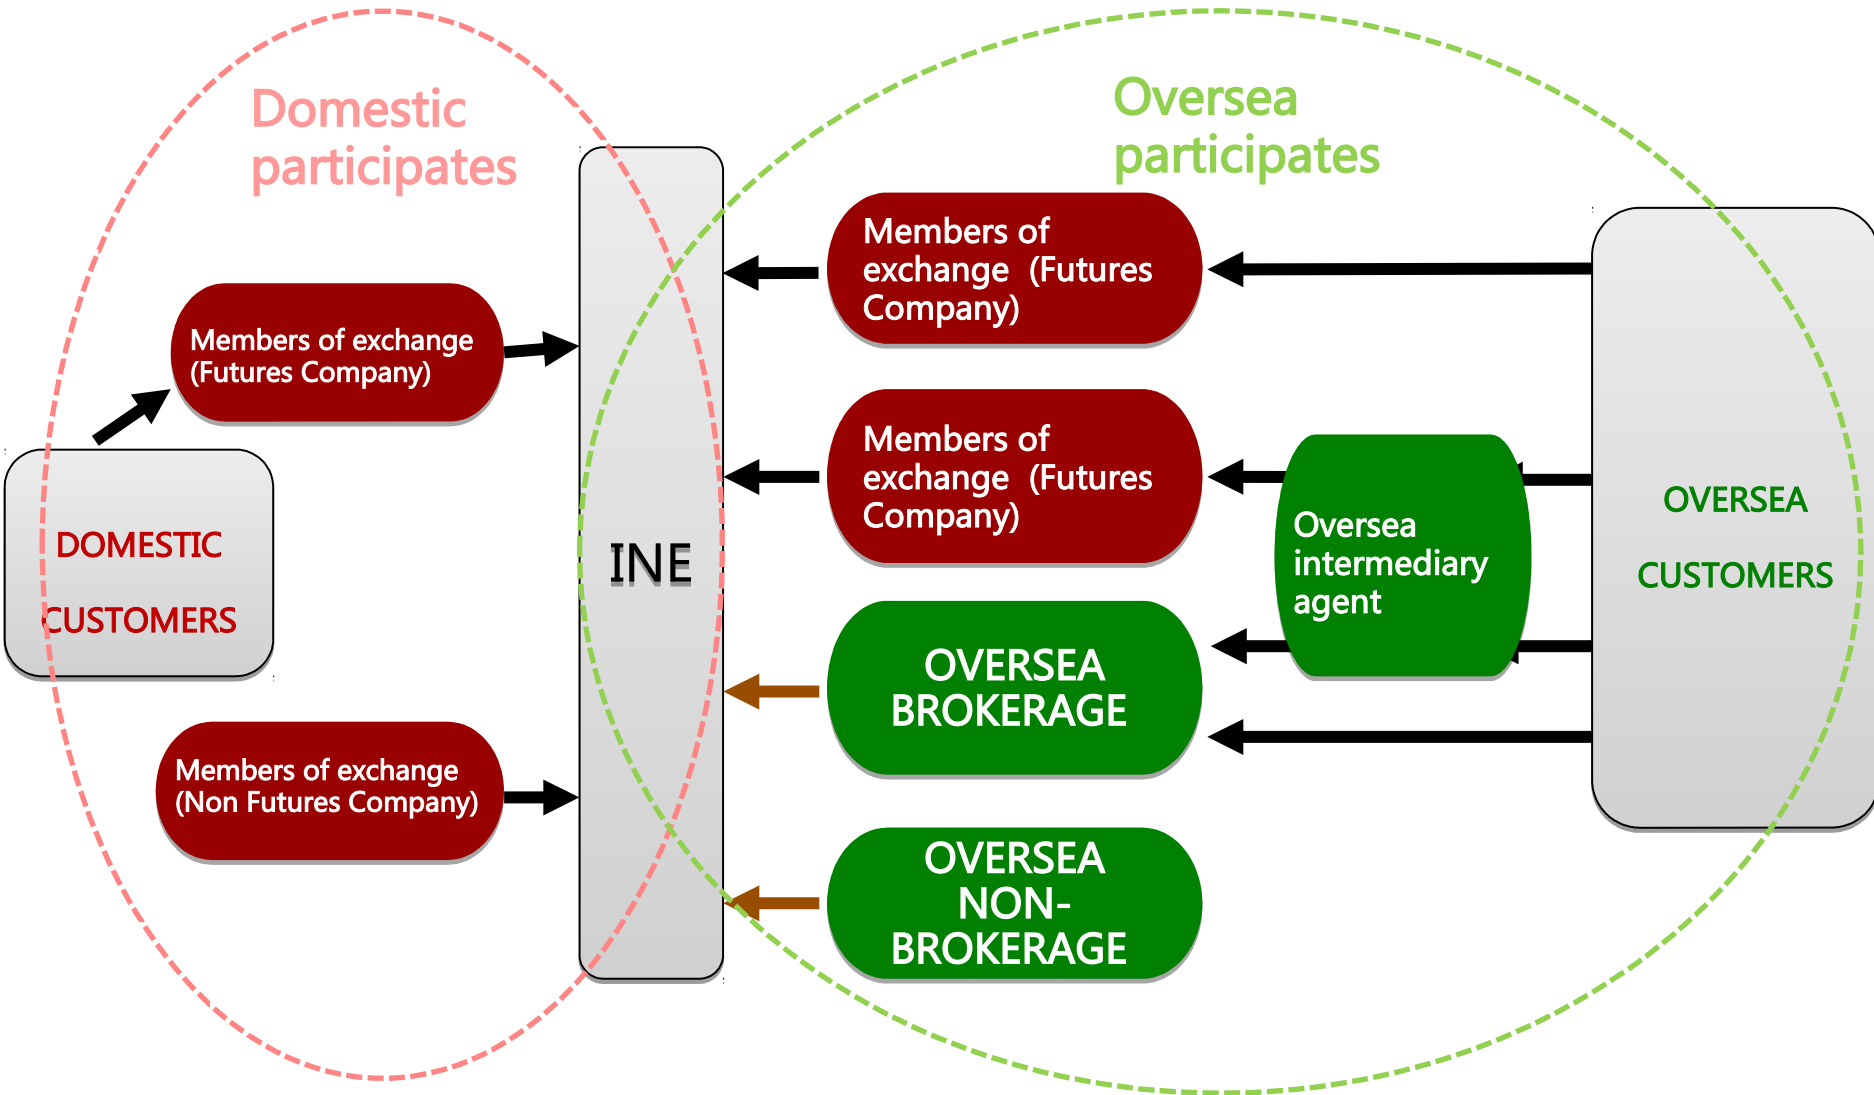 Domestic
participates
Oversea
participates
Members of exchange
(Futures Company)
DOMESTIC
CUSTOMERS
Members of exchange
(Non Futures Company)
INE
Members of
exchange (Futures
Company)
Members of
exchange (Futures
Company)
OVERSEA
BROKERAGE
OVERSEA
NON-
BROKERAGE
Oversea
intermediary
agent
OVERSEA
CUSTOMERS